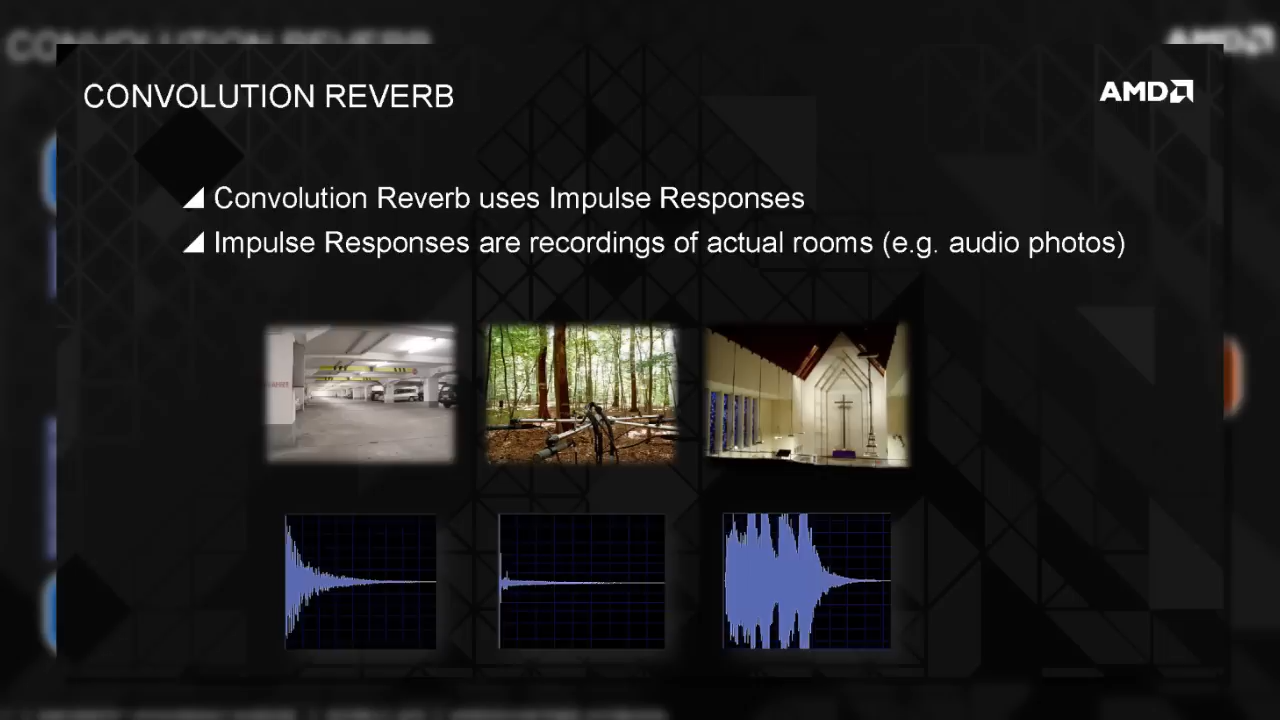 CONVOLUTION REVERB
AMD
Convolution Reverb uses Impulse Responses
Impulse Responses are recordings of actual rooms (e.g. audio photos)